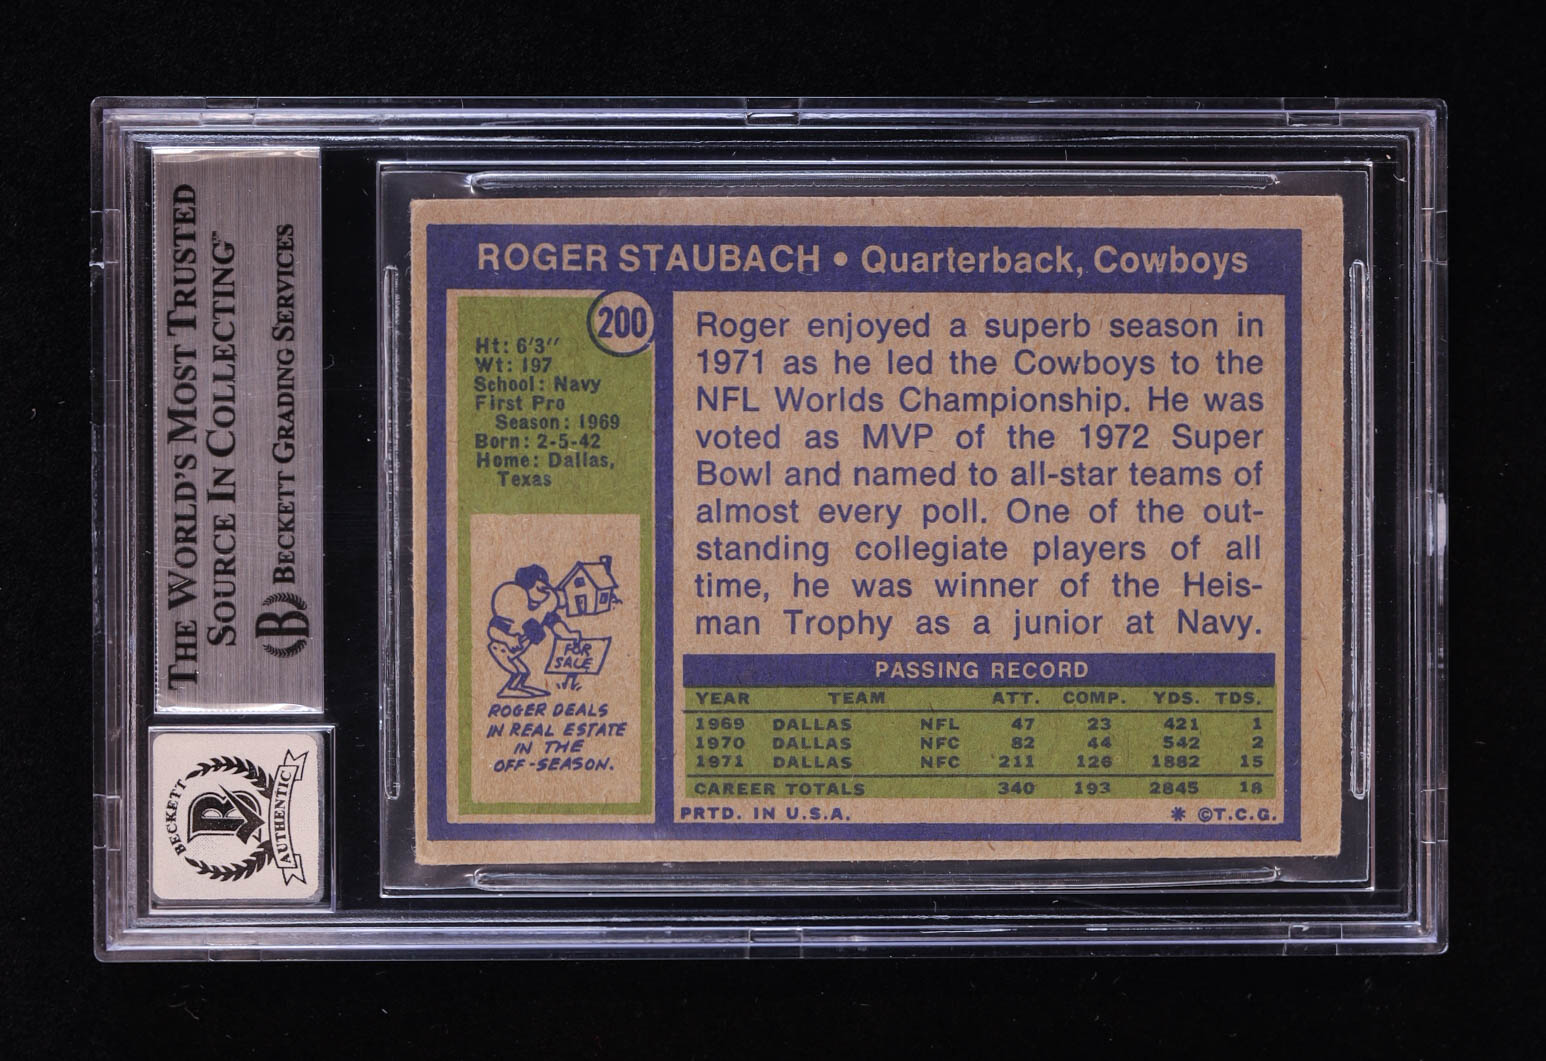 THE WORLD'S MOST TRUSTED
SOURCE IN COLLECTING™
B BECKETT GRADING SERVICES
BECKETT
B
AUTHENTIC
ROGER STAUBACH • Quarterback, Cowboys
200
Ht: 6'3''
Wt: 197
School: Navy
First Pro
Season: 1969
Born: 2-5-42
Home: Dallas,
Texas
FOR
SALE
ROGER DEALS
IN REAL ESTATE
IN THE
OFF-SEASON.
Roger enjoyed a superb season in
1971 as he led the Cowboys to the
NFL Worlds Championship. He was
voted as MVP of the 1972 Super
Bowl and named to all-star teams of
almost every poll. One of the out-
standing collegiate players of all
time, he was winner of the Heis-
man Trophy as a junior at Navy.
PASSING RECORD
YEAR TEAM ATT. COMP. YDS. TDS.
1969 DALLAS NFL 47 23 421 1
1970 DALLAS NFC 82 44 542 2
1971 DALLAS NFC 211 126 1882 15
CAREER TOTALS 340 193 2845 18
PRTD. IN U.S.A. * ©T.C.G.